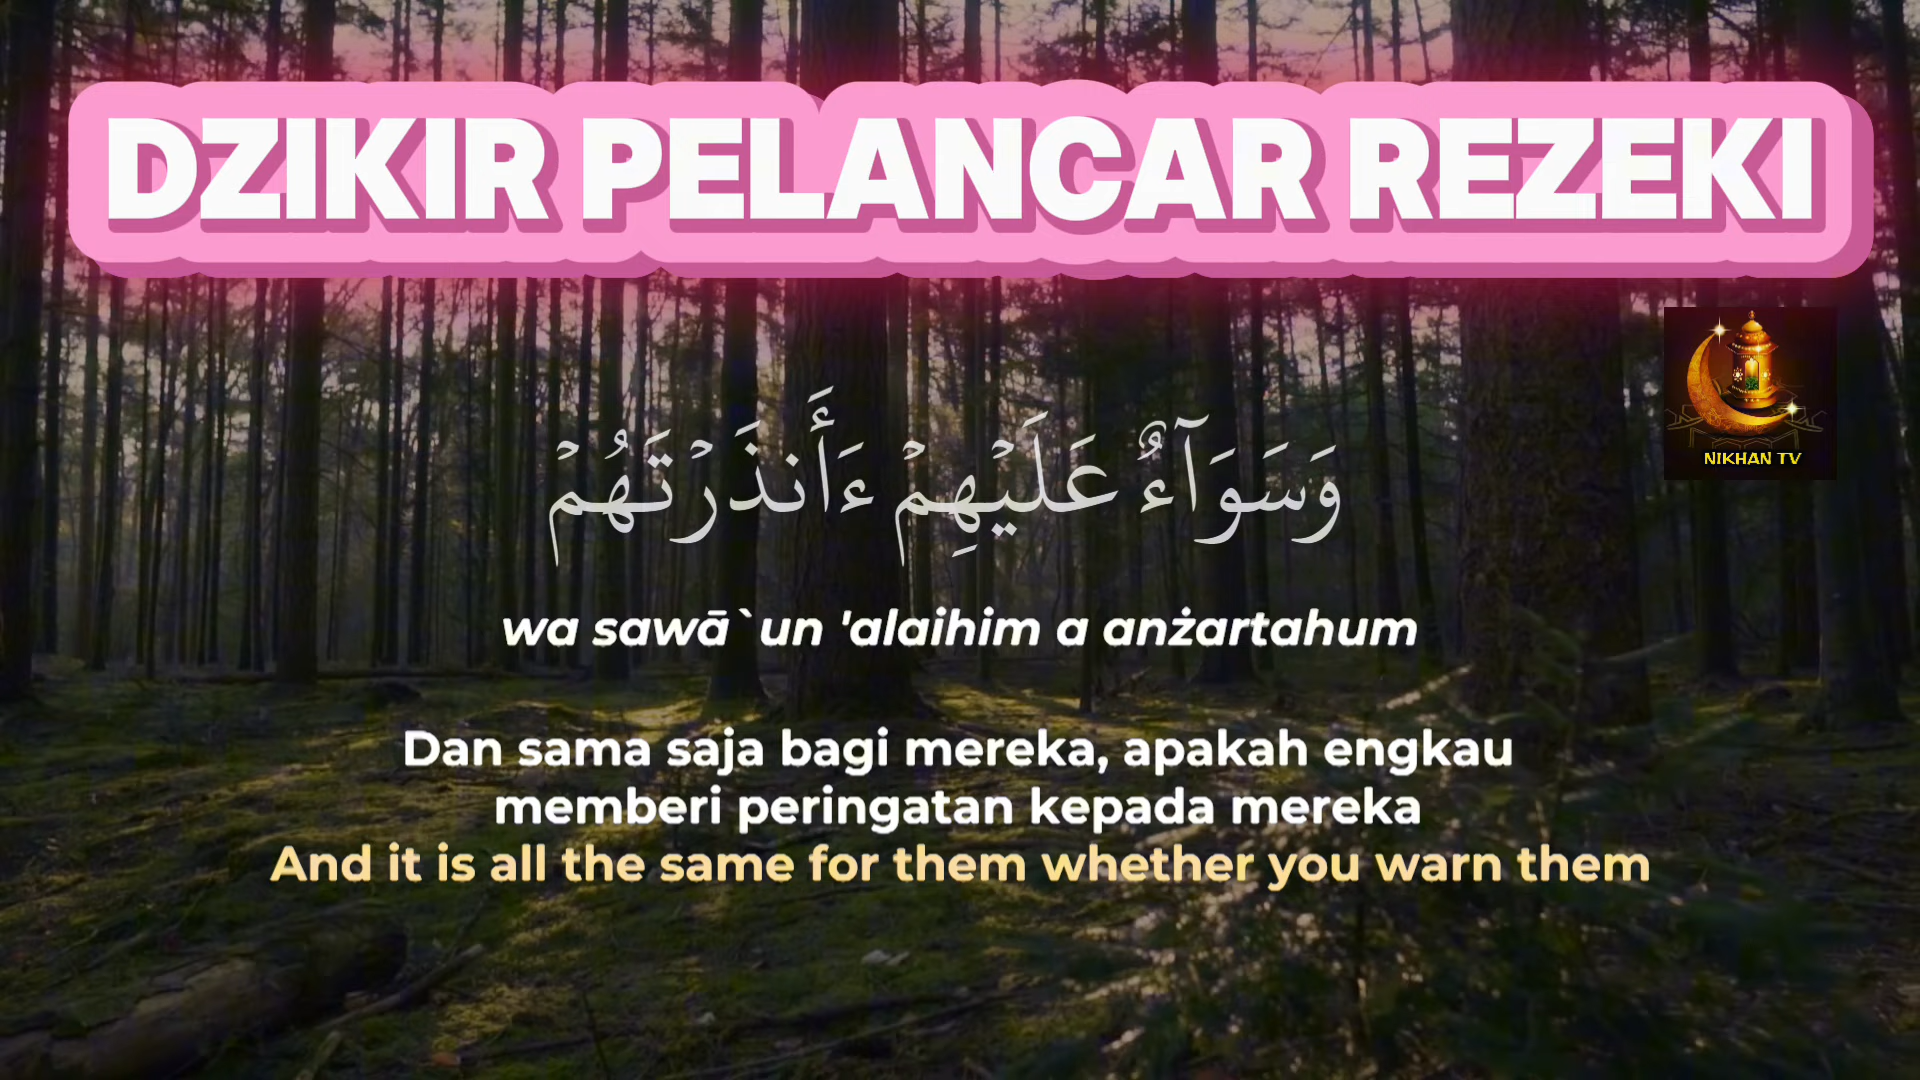 DZIKIR PELANCAR REZEKI
NIKHAN TV
وَسَوَآءٌ عَلَيْهِمْ ءَأَنذَرْتَهُمْ
wa sawā`un 'alaihim a anżartahum
Dan sama saja bagi mereka, apakah engkau
memberi peringatan kepada mereka
And it is all the same for them whether you warn them